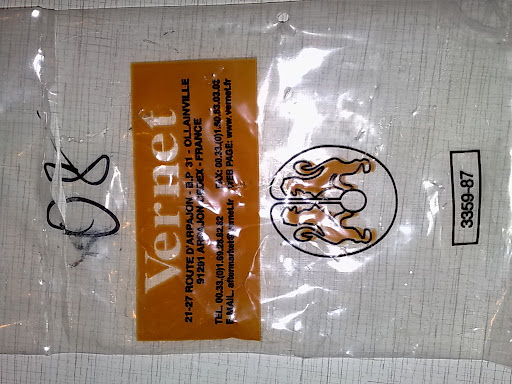 08
Vernet
21-27 ROUTE D'ARPAJON - B.P. 31 - OLLAINVILLE
91291 ARPAJON CEDEX - FRANCE
TEL. 00.33.(0)1.69.26.82.82 FAX: 00.33.(0)1.60.83.03.02
E-MAIL. aftermarket@vernet.fr WEB PAGE: www.vernet.fr
3359-87